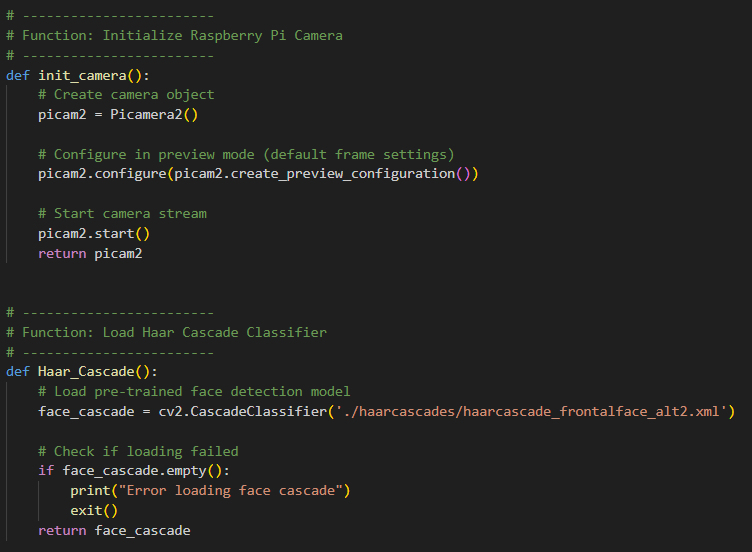 # ------------------------
# Function: Initialize Raspberry Pi Camera
# ------------------------
def init_camera():
    # Create camera object
    picam2 = Picamera2()

    # Configure in preview mode (default frame settings)
    picam2.configure(picam2.create_preview_configuration())

    # Start camera stream
    picam2.start()
    return picam2


# ------------------------
# Function: Load Haar Cascade Classifier
# ------------------------
def Haar_Cascade():
    # Load pre-trained face detection model
    face_cascade = cv2.CascadeClassifier('./haarcascades/haarcascade_frontalface_alt2.xml')

    # Check if loading failed
    if face_cascade.empty():
        print("Error loading face cascade")
        exit()
    return face_cascade